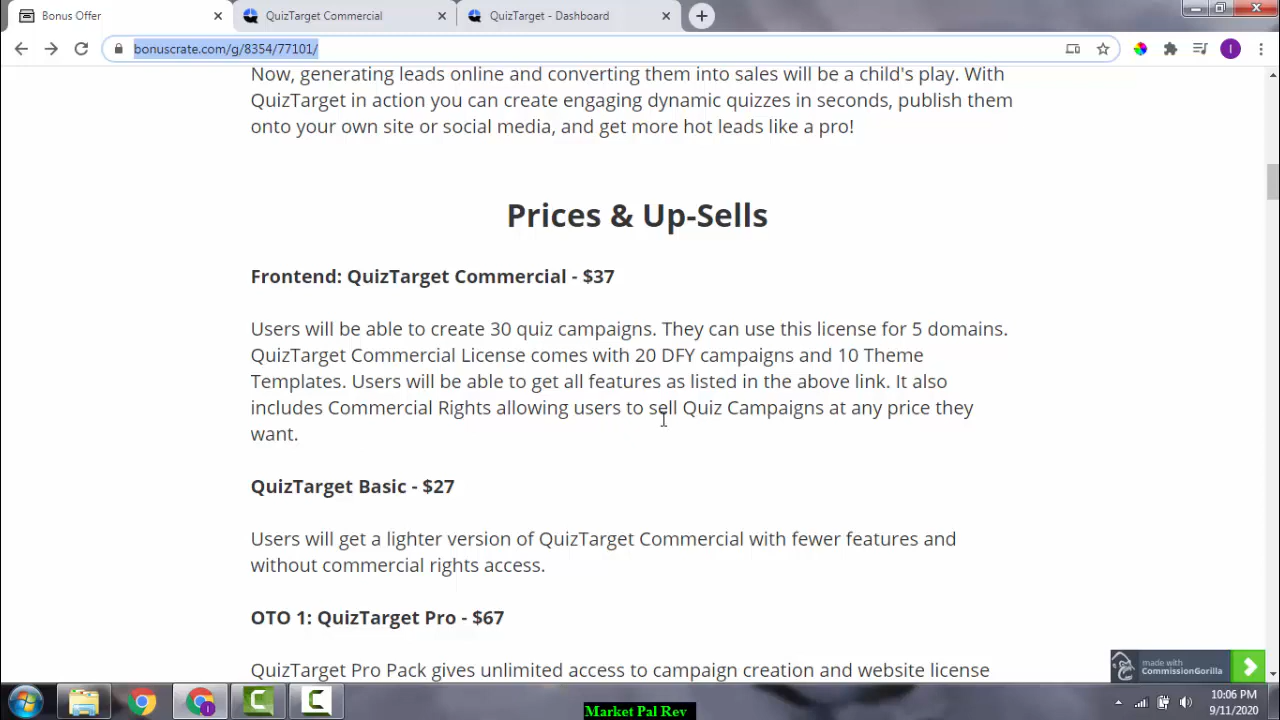 Bonus Offer
QuizTarget Commercial
QuizTarget - Dashboard
bonuscrate.com/g/8354/77101/
I
Now, generating leads online and converting them into sales will be a child's play. With
QuizTarget in action you can create engaging dynamic quizzes in seconds, publish them
onto your own site or social media, and get more hot leads like a pro!
Prices & Up-Sells
Frontend: QuizTarget Commercial - $37
Users will be able to create 30 quiz campaigns. They can use this license for 5 domains.
QuizTarget Commercial License comes with 20 DFY campaigns and 10 Theme
Templates. Users will be able to get all features as listed in the above link. It also
includes Commercial Rights allowing users to sell Quiz Campaigns at any price they
want.
QuizTarget Basic - $27
Users will get a lighter version of QuizTarget Commercial with fewer features and
without commercial rights access.
OTO 1: QuizTarget Pro - $67
QuizTarget Pro Pack gives unlimited access to campaign creation and website license
made with
CommissionGorilla
10:06 PM
9/11/2020
Market Pal Rev